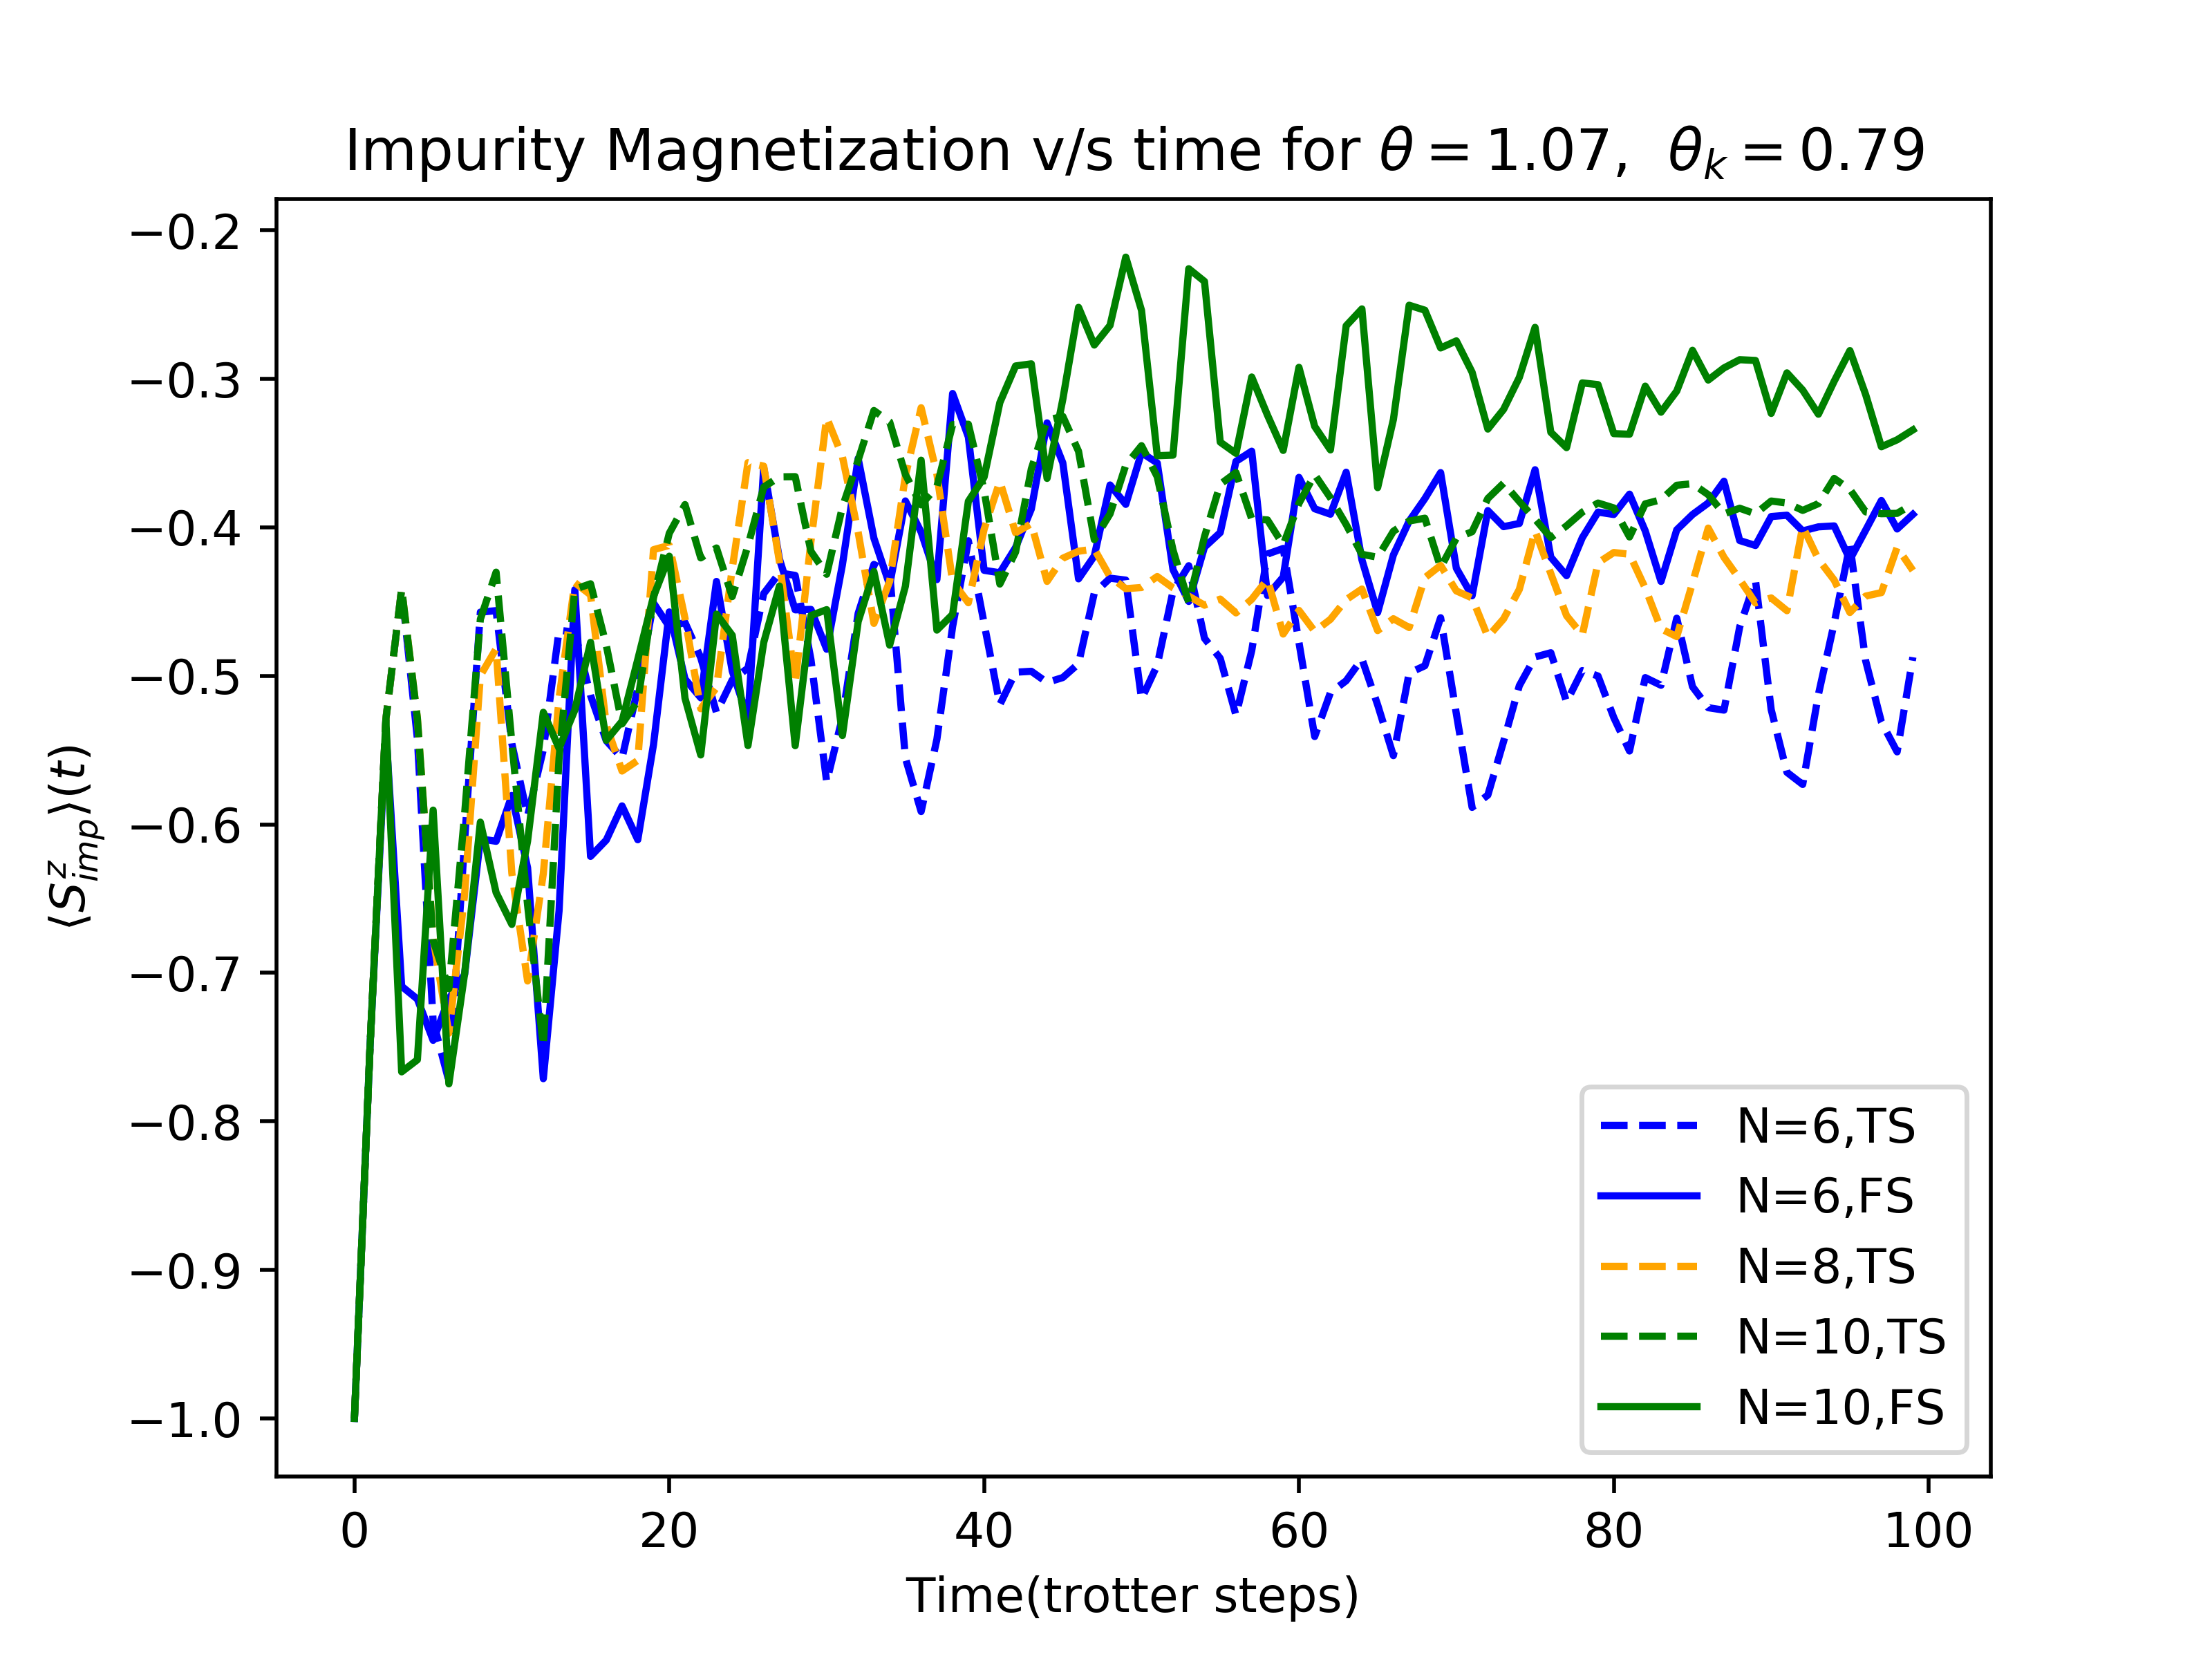 Impurity Magnetization v/s time for θ = 1.07, θ_k = 0.79
⟨S^z_{imp}⟩(t)
−0.2
−0.3
−0.4
−0.5
−0.6
−0.7
−0.8
−0.9
−1.0
N=6,TS
N=6,FS
N=8,TS
N=10,TS
N=10,FS
0 20 40 60 80 100
Time(trotter steps)